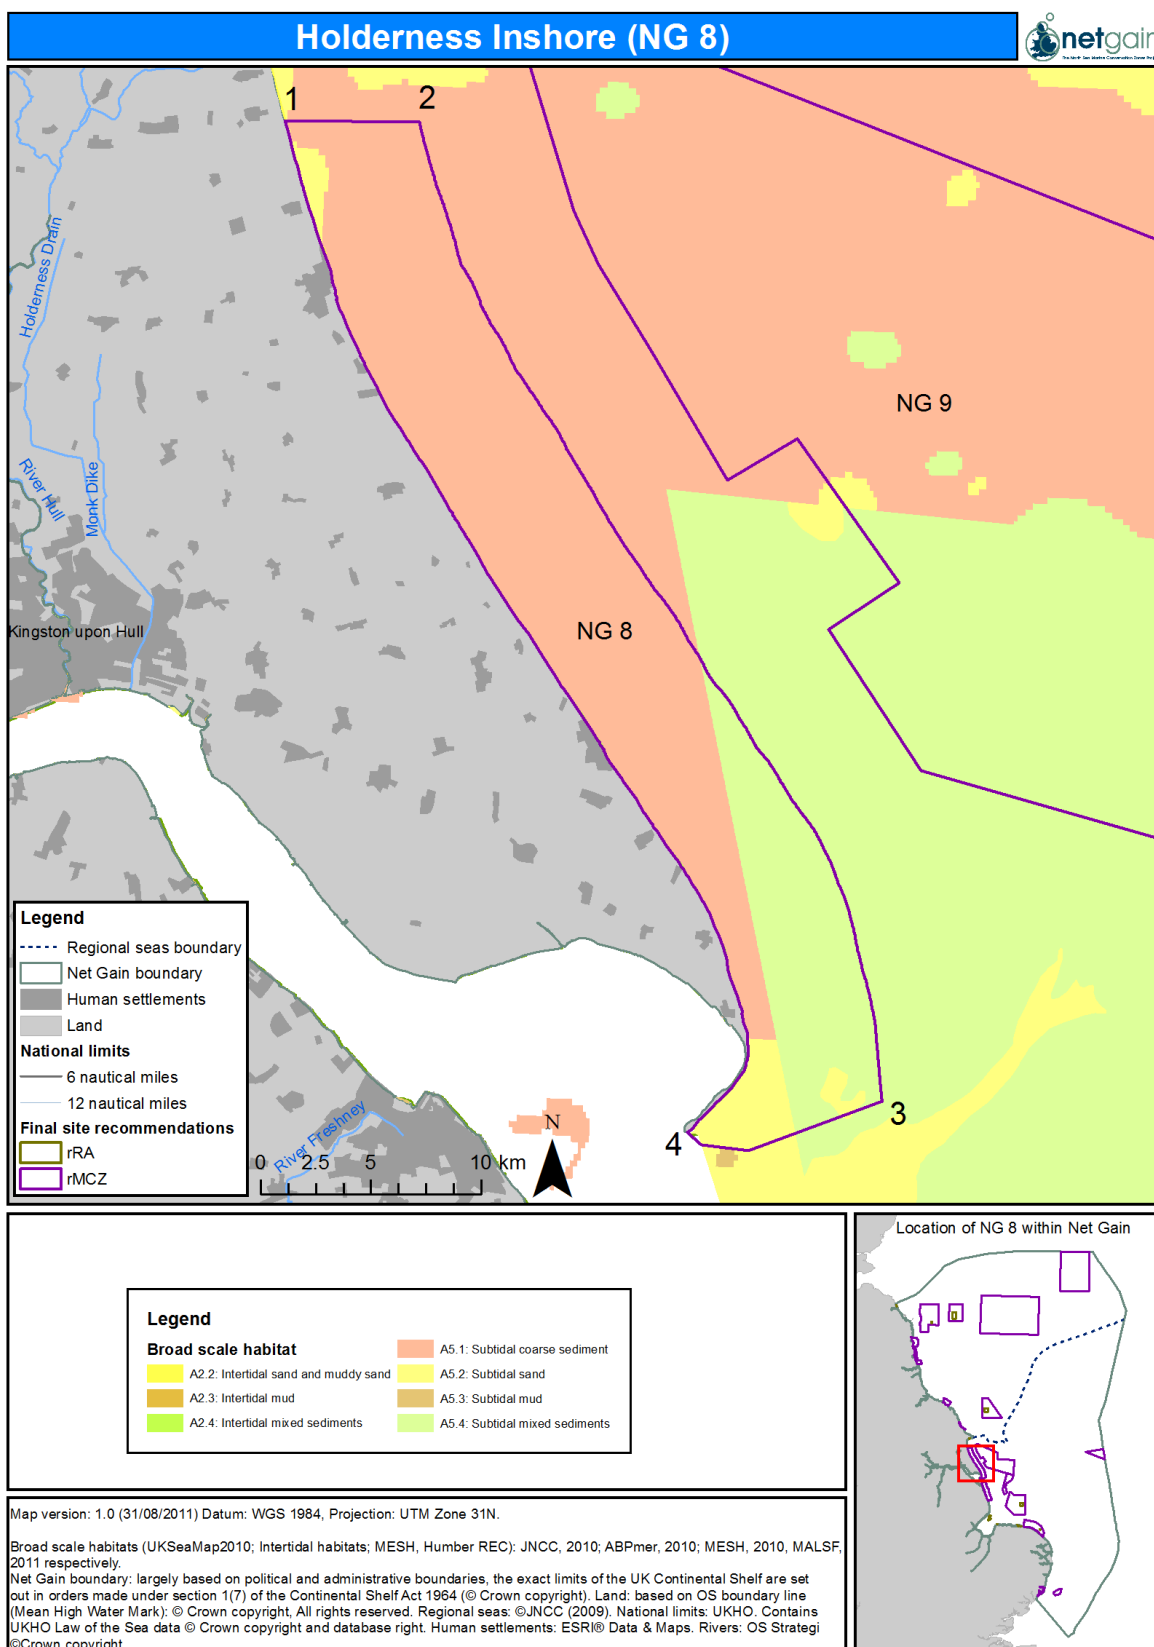 Holderness Inshore (NG 8)
netgain
The North Sea Marine Conservation Zones Project
1
2
Holderness Drain
NG 9
River Hull
Monk Dike
Kingston upon Hull
NG 8
Legend
Regional seas boundary
Net Gain boundary
Human settlements
Land
National limits
6 nautical miles
12 nautical miles
Final site recommendations
rRA
rMCZ
River Freshney
0 2.5 5 10 km
N
3
4
Location of NG 8 within Net Gain
Legend
Broad scale habitat
A2.2: Intertidal sand and muddy sand
A2.3: Intertidal mud
A2.4: Intertidal mixed sediments
A5.1: Subtidal coarse sediment
A5.2: Subtidal sand
A5.3: Subtidal mud
A5.4: Subtidal mixed sediments
Map version: 1.0 (31/08/2011) Datum: WGS 1984, Projection: UTM Zone 31N.
Broad scale habitats (UKSeaMap2010; Intertidal habitats; MESH, Humber REC): JNCC, 2010; ABPmer, 2010; MESH, 2010, MALSF,
2011 respectively.
Net Gain boundary: largely based on political and administrative boundaries, the exact limits of the UK Continental Shelf are set
out in orders made under section 1(7) of the Continental Shelf Act 1964 (© Crown copyright). Land: based on OS boundary line
(Mean High Water Mark): © Crown copyright, All rights reserved. Regional seas: ©JNCC (2009). National limits: UKHO. Contains
UKHO Law of the Sea data © Crown copyright and database right. Human settlements: ESRI® Data & Maps. Rivers: OS Strategi
©Crown copyright